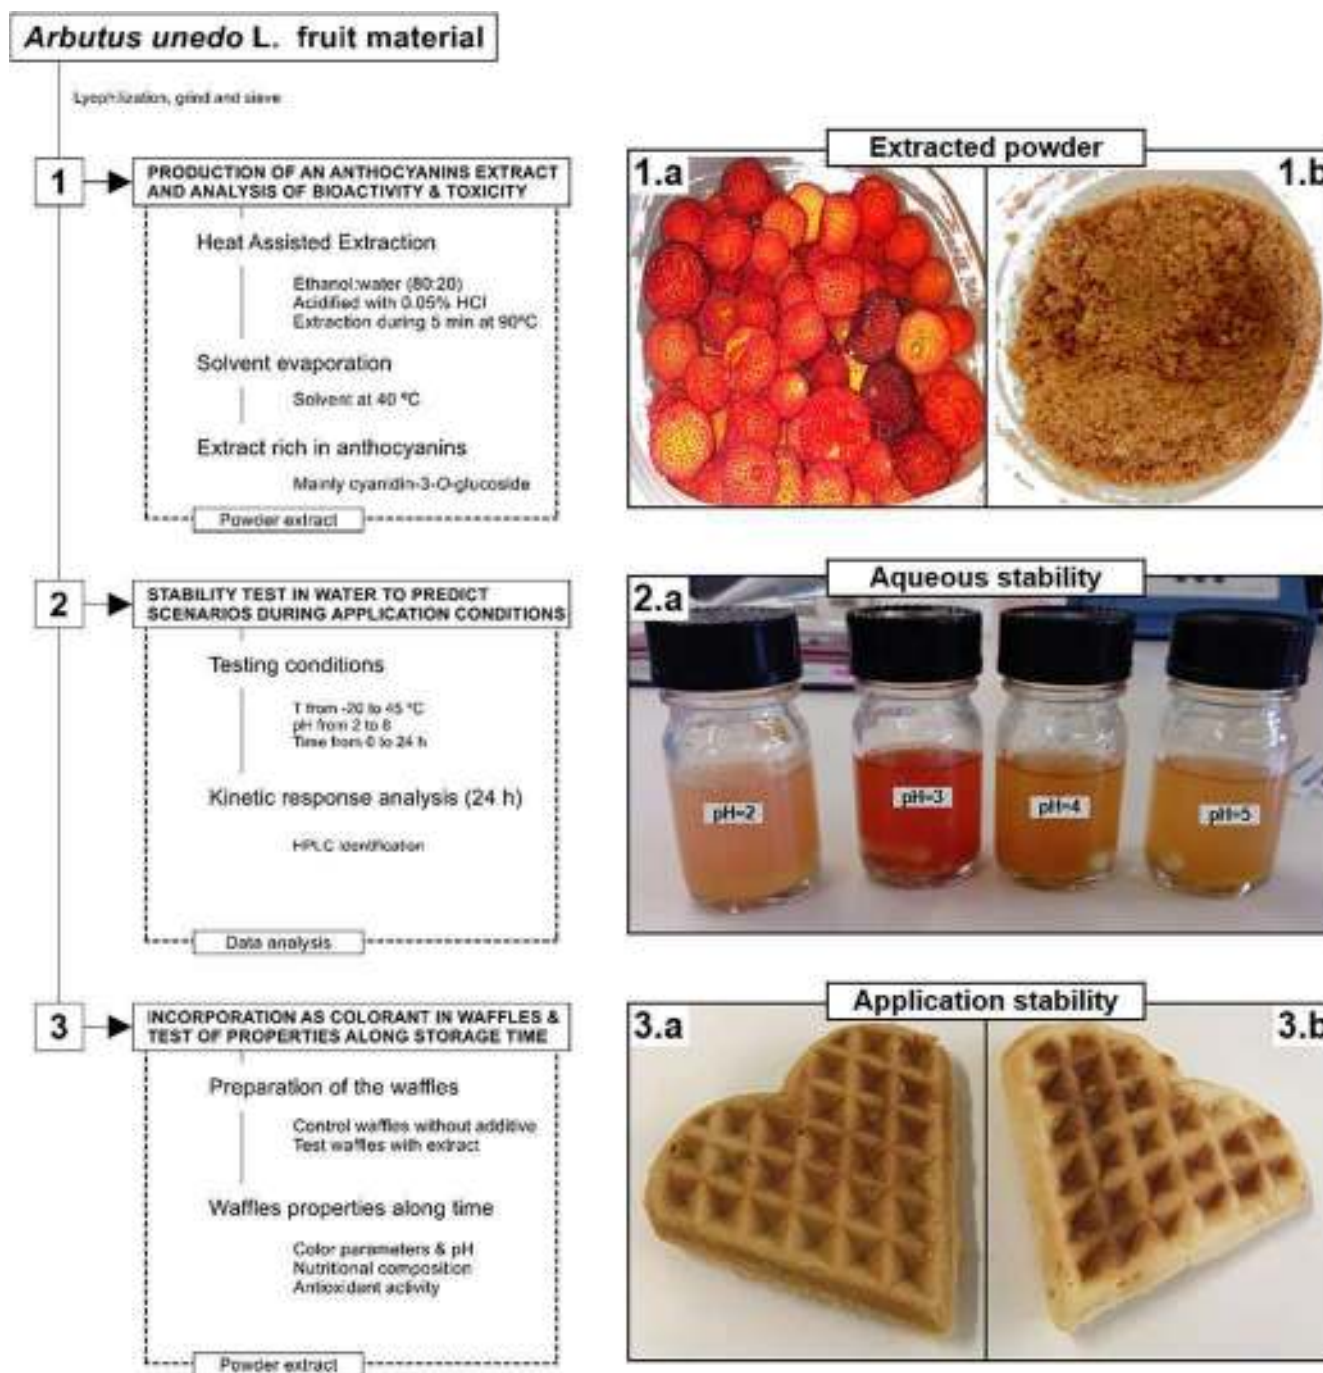 Arbutus unedo L. fruit material
Lyophilization, grind and sieve
1
PRODUCTION OF AN ANTHOCYANINS EXTRACT
AND ANALYSIS OF BIOACTIVITY & TOXICITY
Heat Assisted Extraction
Ethanol:water (80:20)
Acidified with 0.05% HCl
Extraction during 5 min at 90ºC
Solvent evaporation
Solvent at 40 ºC
Extract rich in anthocyanins
Mainly cyanidin-3-O-glucoside
Powder extract
Extracted powder
1.a
1.b
2
STABILITY TEST IN WATER TO PREDICT
SCENARIOS DURING APPLICATION CONDITIONS
Testing conditions
T from -20 to 45 ºC
pH from 2 to 8
Time from 0 to 24 h
Kinetic response analysis (24 h)
HPLC identification
Data analysis
Aqueous stability
2.a
pH=2
pH=3
pH=4
pH=5
3
INCORPORATION AS COLORANT IN WAFFLES &
TEST OF PROPERTIES ALONG STORAGE TIME
Preparation of the waffles
Control waffles without additive
Test waffles with extract
Waffles properties along time
Color parameters & pH
Nutritional composition
Antioxidant activity
Powder extract
Application stability
3.a
3.b